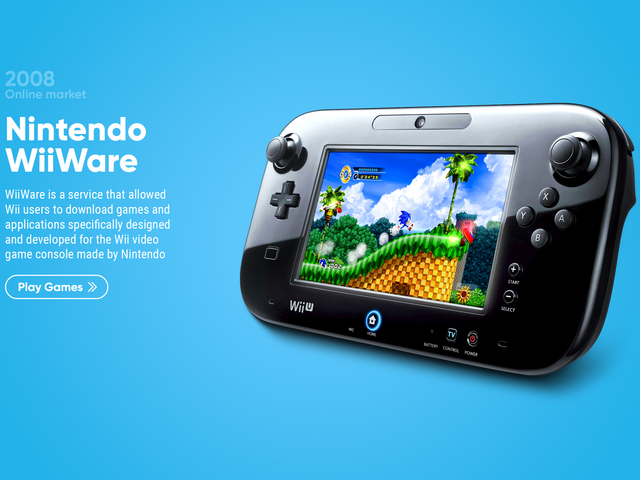 2008
Online market
Nintendo
WiiWare
WiiWare is a service that allowed
Wii users to download games and
applications specifically designed
and developed for the Wii video
game console made by Nintendo
Play Games
X
Y
A
B
START
SELECT
Wii U
MIC
HOME
BATTERY
TV
CONTROL
POWER